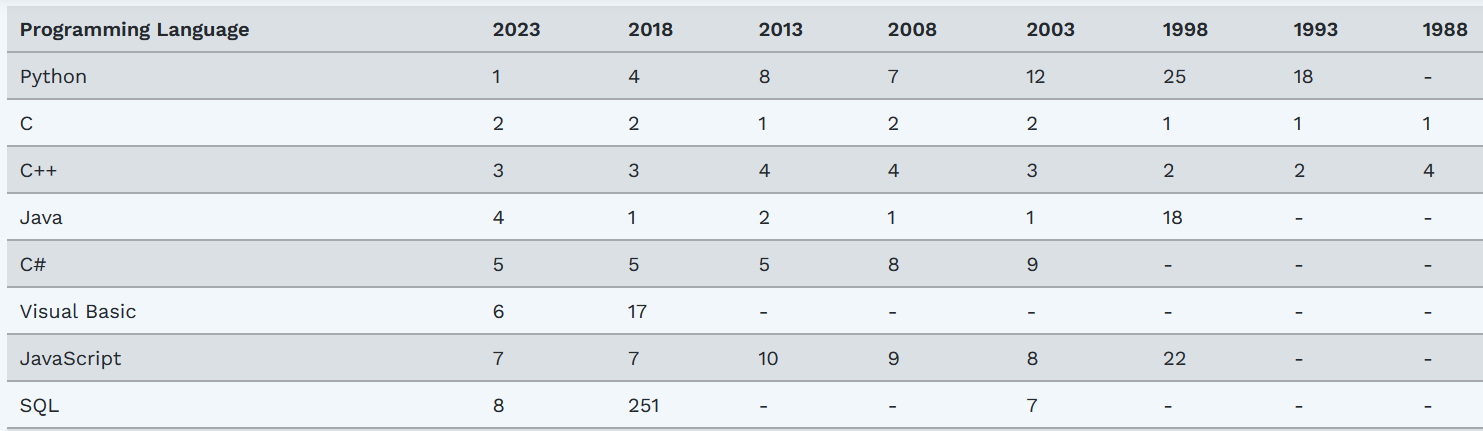 Programming Language 2023 2018 2013 2008 2003 1998 1993 1988
Python 1 4 8 7 12 25 18 -
C 2 2 1 2 2 1 1 1
C++ 3 3 4 4 3 2 2 4
Java 4 1 2 1 1 18 - -
C# 5 5 5 8 9 - - -
Visual Basic 6 17 - - - - - -
JavaScript 7 7 10 9 8 22 - -
SQL 8 251 - - 7 - - -